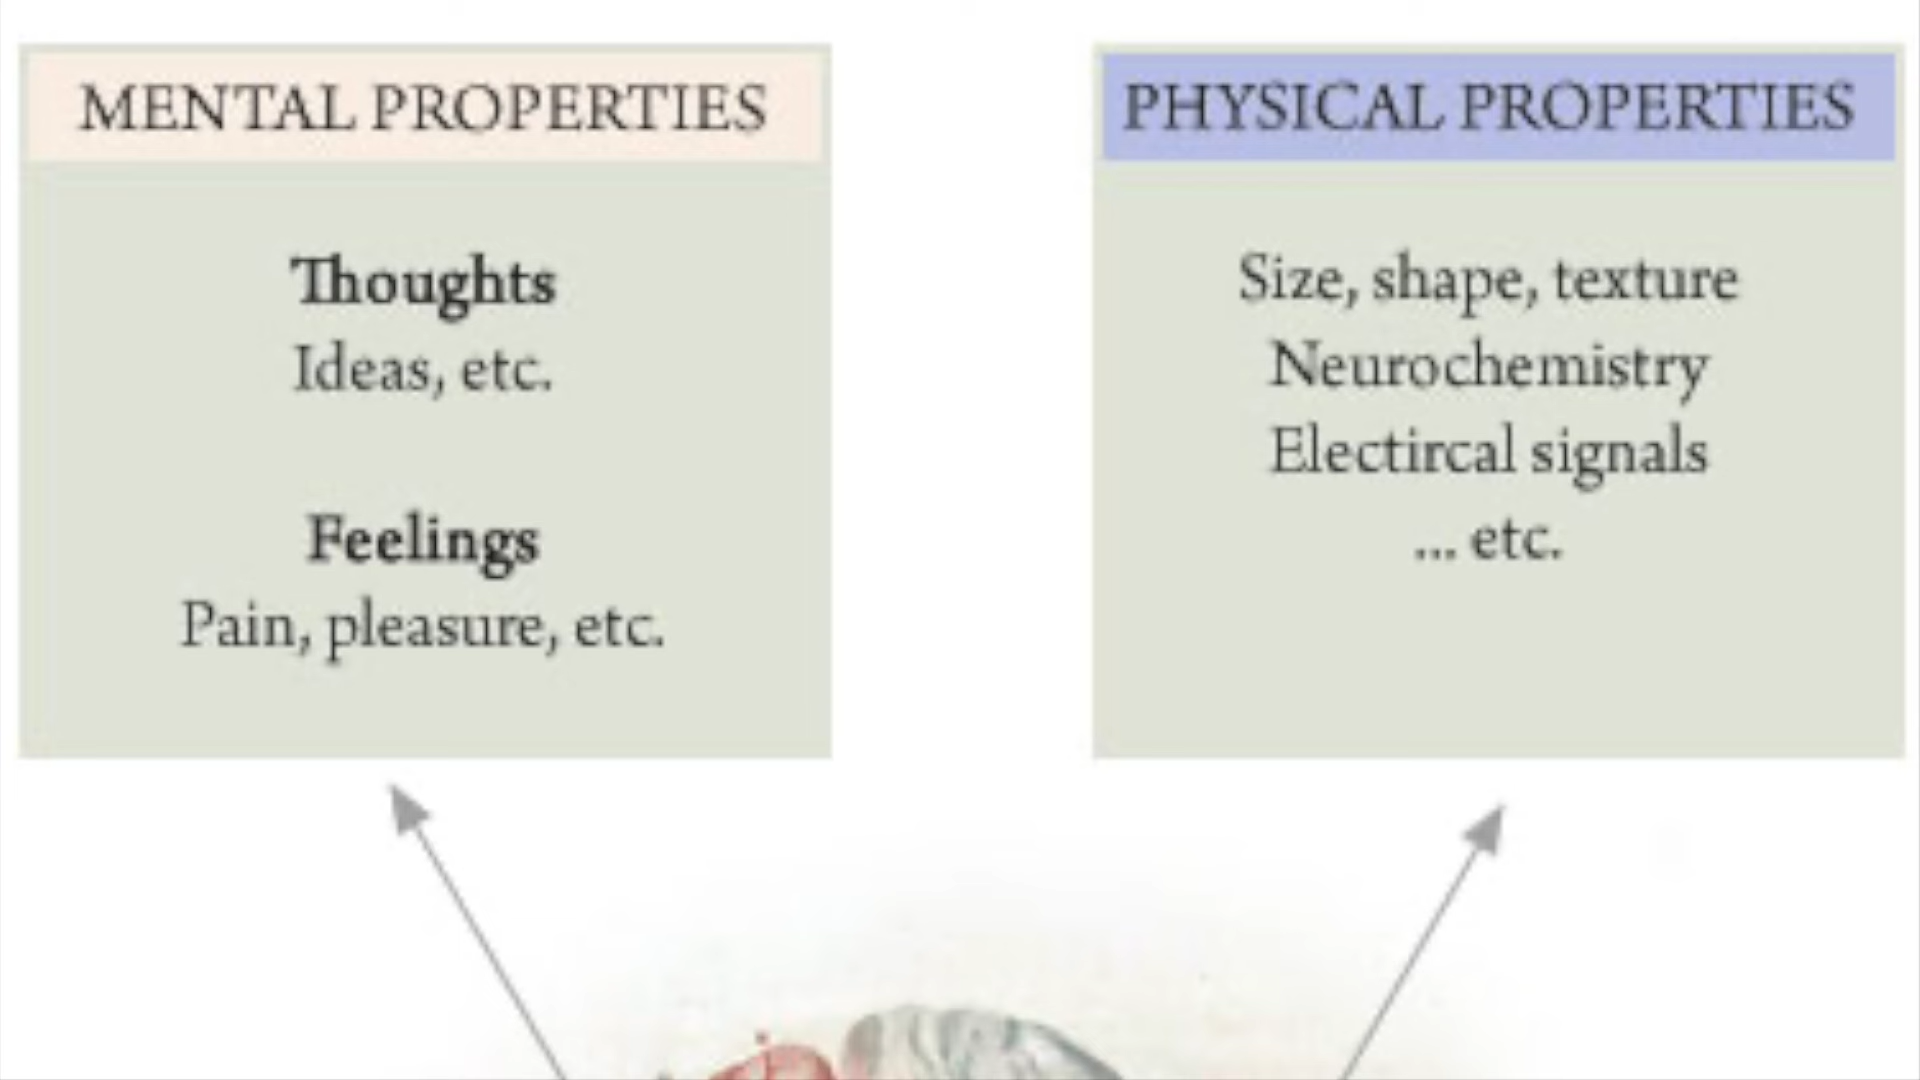 MENTAL PROPERTIES
Thoughts
Ideas, etc.
Feelings
Pain, pleasure, etc.
PHYSICAL PROPERTIES
Size, shape, texture
Neurochemistry
Electircal signals
... etc.